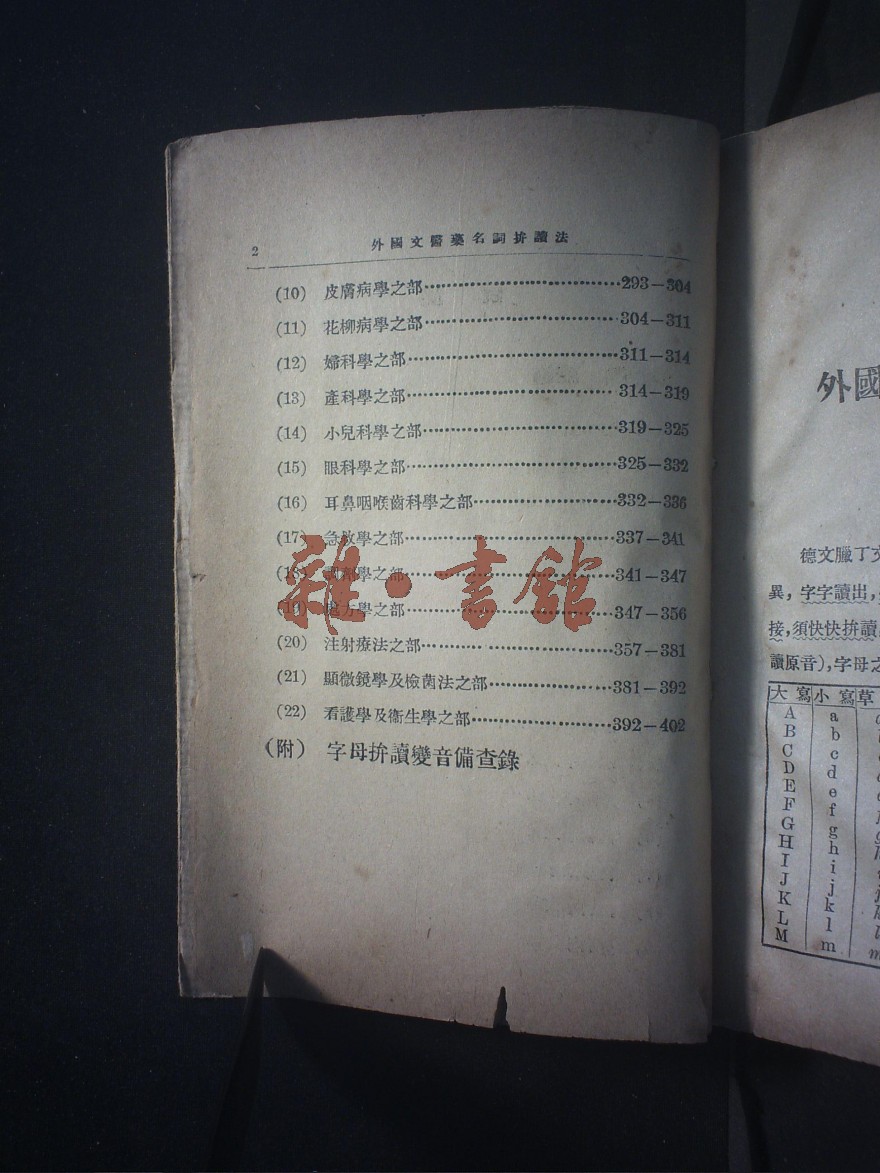 2
外國文醫藥名詞拚讀法
(10) 皮膚病學之部……293—304
(11) 花柳病學之部……304—311
(12) 婦科學之部……311—314
(13) 產科學之部……314—319
(14) 小兒科學之部……319—325
(15) 眼科學之部……325—332
(16) 耳鼻咽喉齒科學之部……332—336
(17) 急救學之部……337—341
(18) 調劑學之部……341—347
(19) 處方學之部……347—356
(20) 注射療法之部……357—381
(21) 顯微鏡學及檢菌法之部……381—392
(22) 看護學及衞生學之部……392—402
(附) 字母拚讀變音備查錄
雜·書館
外國
德文臘丁文
異，字字讀出，
接，須快快拚讀
讀原音），字母之
大寫 小寫 草
A a
B b
C c
D d
E e
F f
G g
H h
I i
J j
K k
L l
M m m